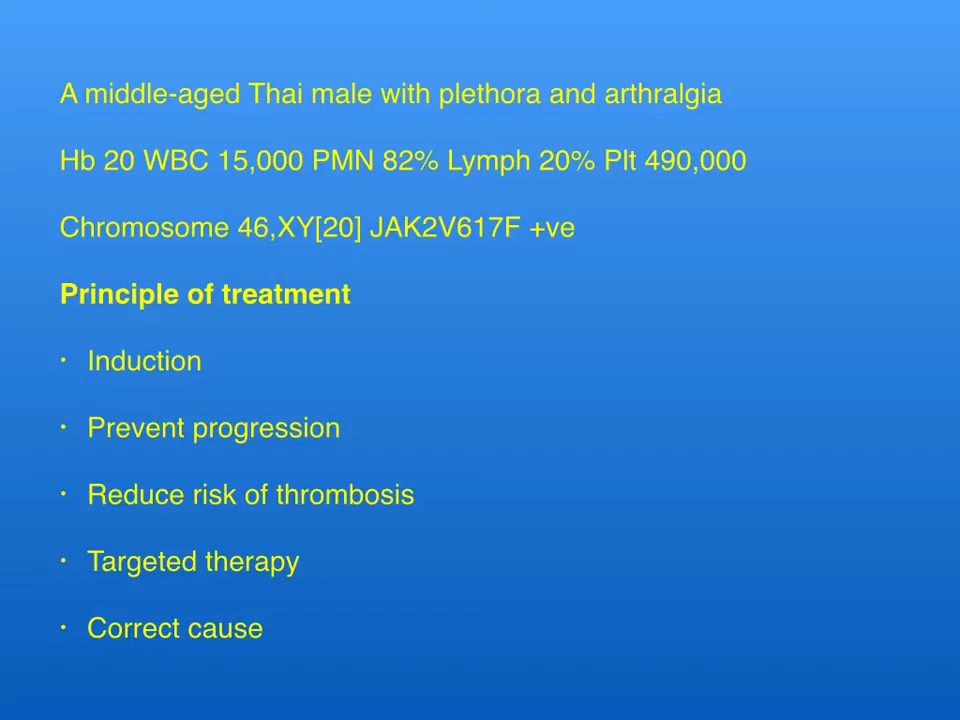 A middle-aged Thai male with plethora and arthralgia
Hb 20 WBC 15,000 PMN 82% Lymph 20% Plt 490,000
Chromosome 46,XY[20] JAK2V617F +ve
Principle of treatment
• Induction
• Prevent progression
• Reduce risk of thrombosis
• Targeted therapy
• Correct cause